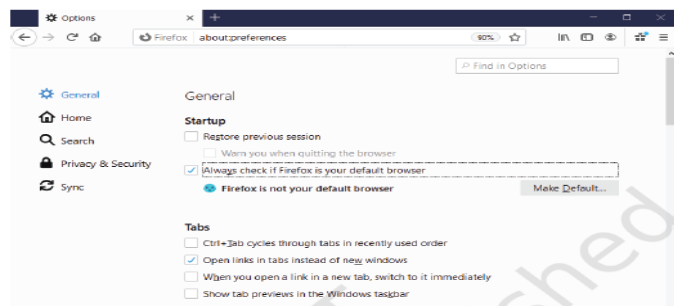 Options
Firefox about:preferences 90%
Find in Options
General
Home
Search
Privacy & Security
Sync
General
Startup
Restore previous session
Warn you when quitting the browser
Always check if Firefox is your default browser
Firefox is not your default browser Make Default...
Tabs
Ctrl+Tab cycles through tabs in recently used order
Open links in tabs instead of new windows
When you open a link in a new tab, switch to it immediately
Show tab previews in the Windows taskbar
shed